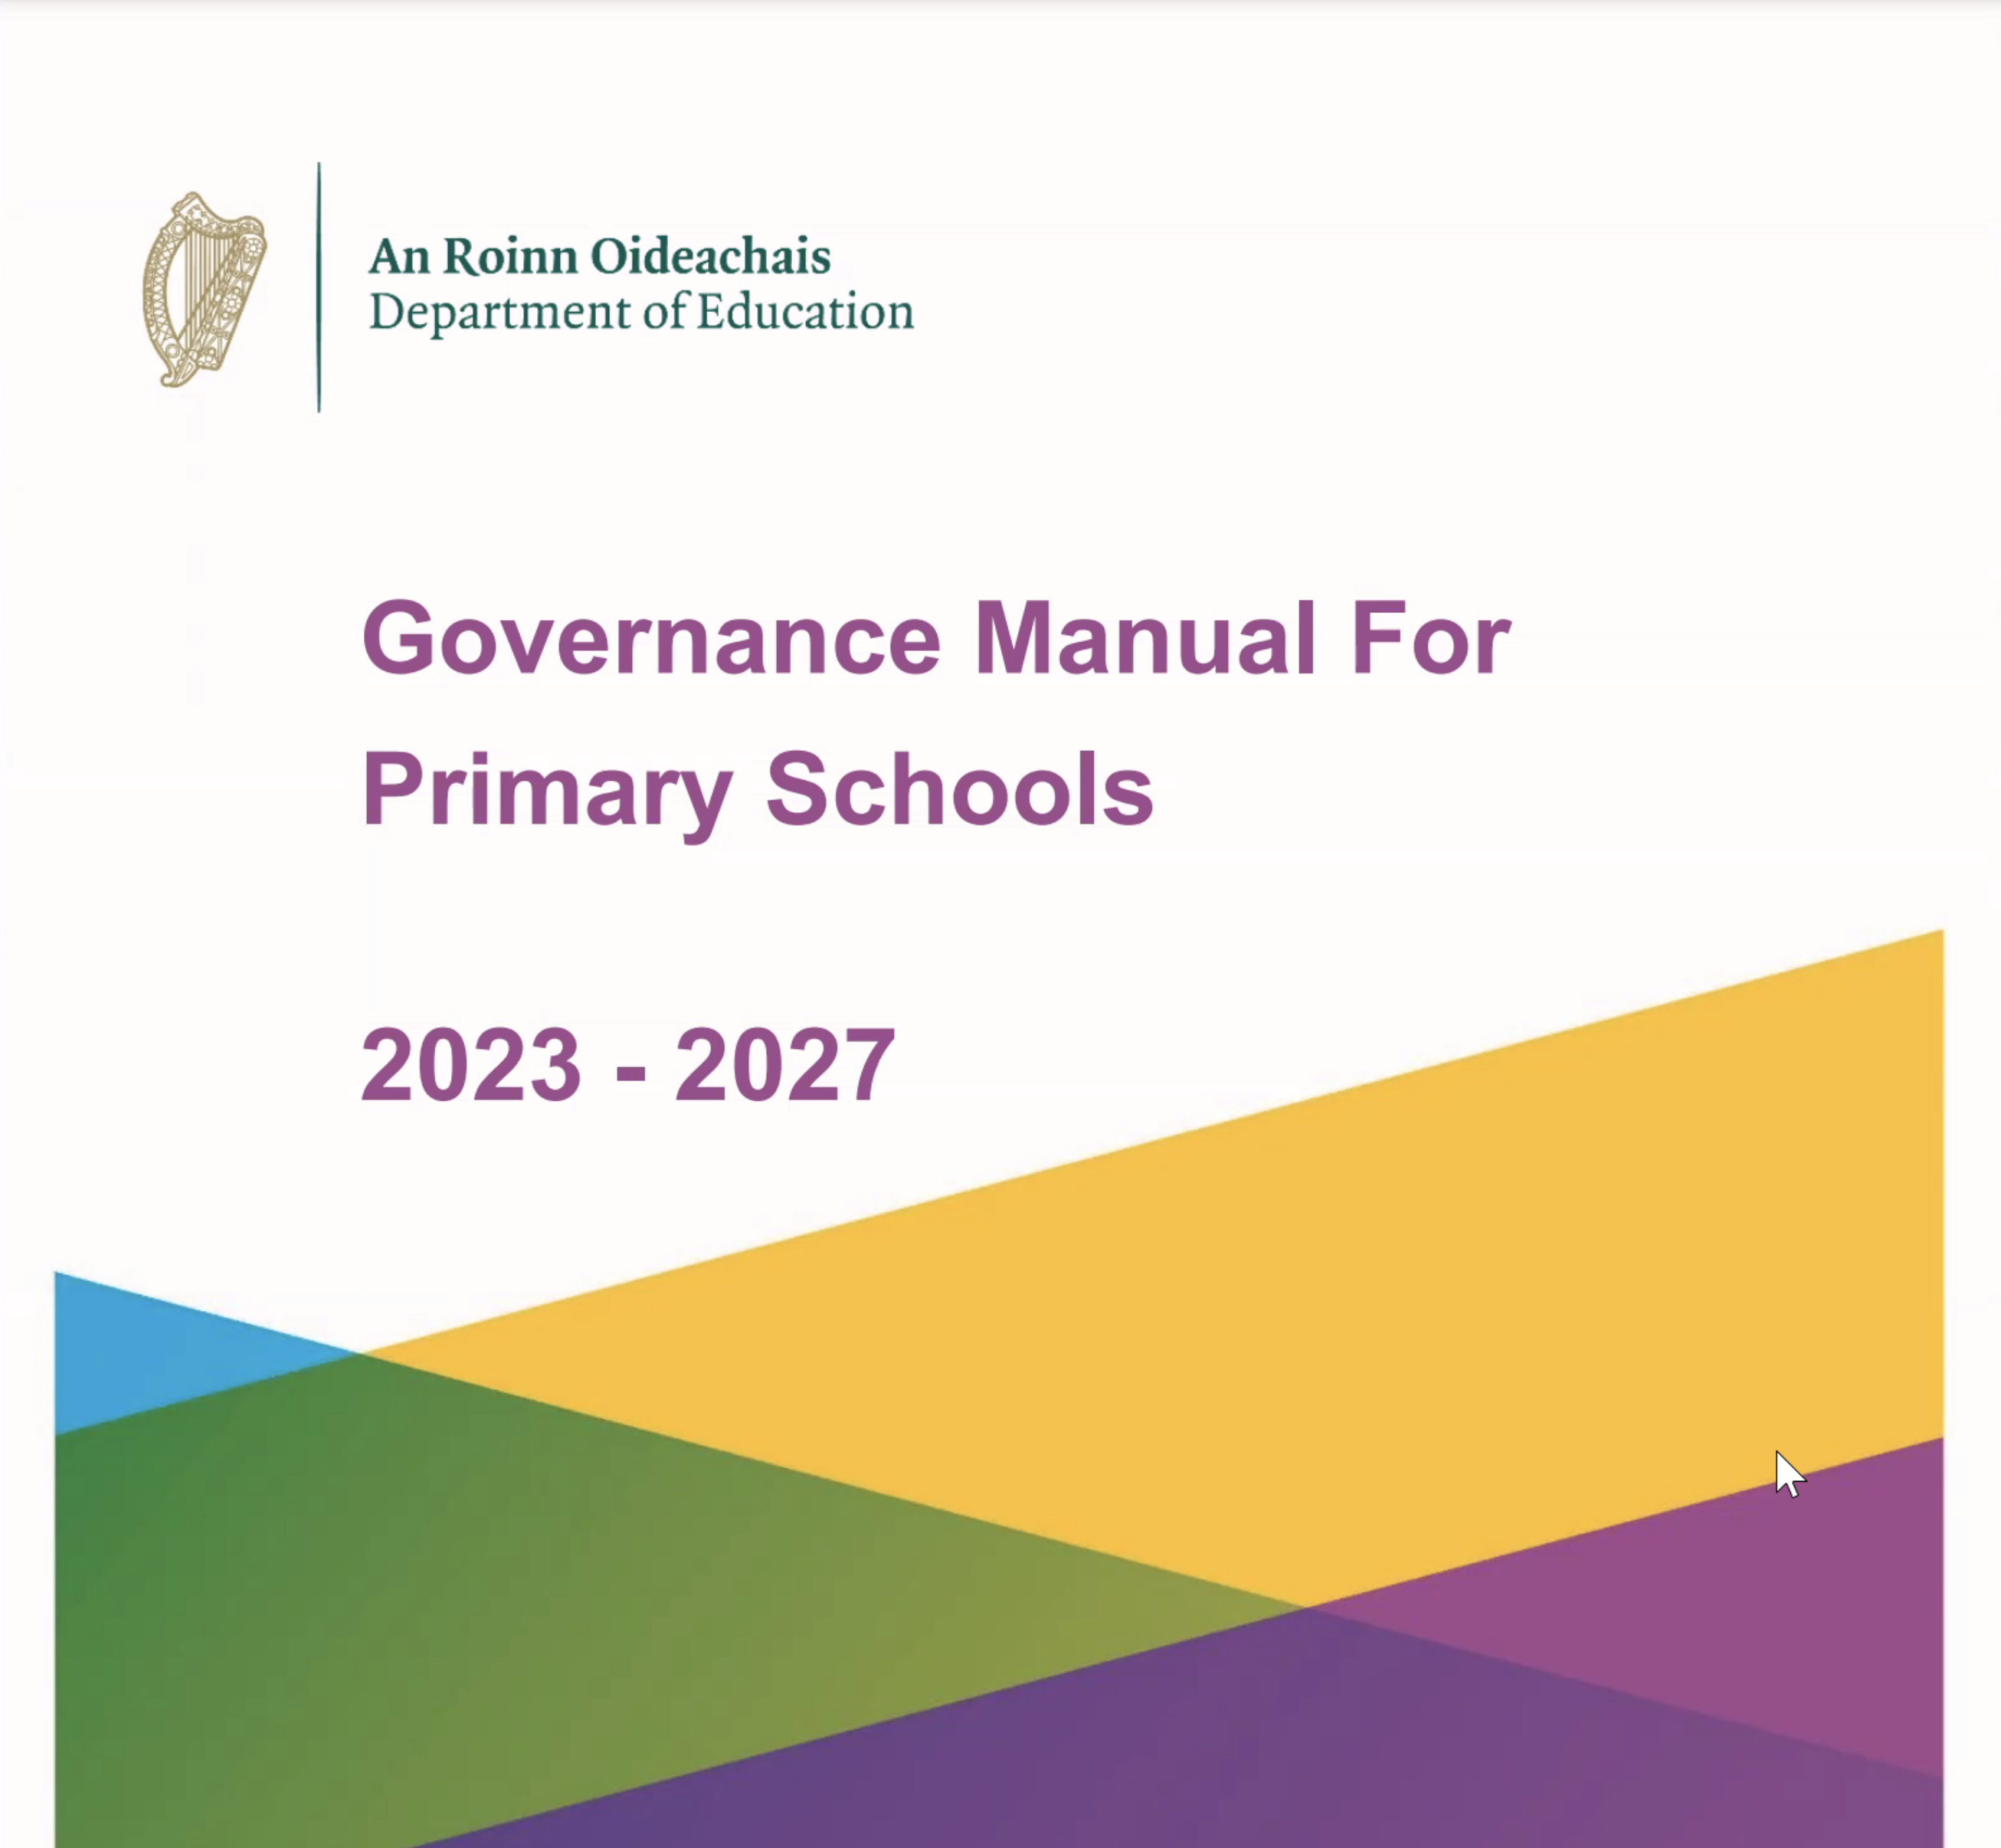 An Roinn Oideachais
Department of Education
Governance Manual For
Primary Schools
2023 - 2027